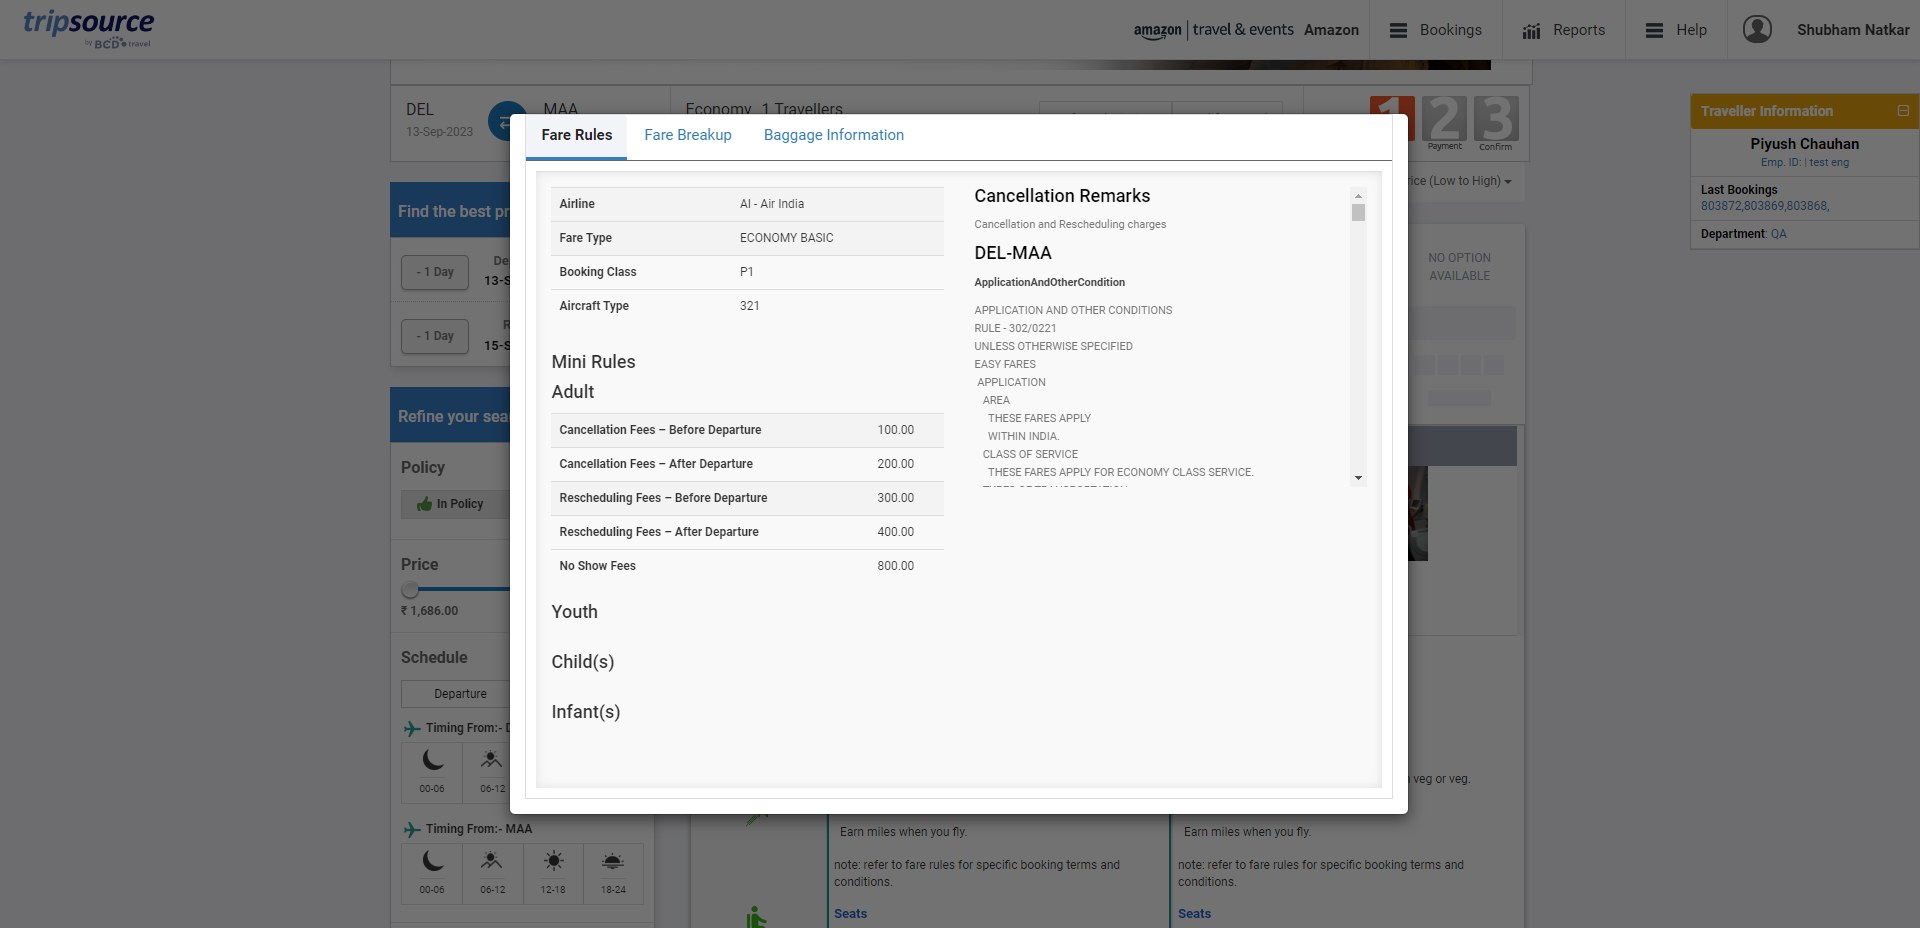 tripsource
by BCD travel
amazon | travel & events Amazon
Bookings
Reports
Help
Shubham Natkar
DEL
13-Sep-2023
MAA
Economy 1 Travellers
1
2
Payment
3
Confirm
Traveller Information
Piyush Chauhan
Emp. ID: | test eng
Last Bookings
803872,803869,803868,
Department: QA
(Low to High)
NO OPTION
AVAILABLE
Find the best
- 1 Day
- 1 Day
Refine your
Policy
In Policy
Price
₹ 1,686.00
Schedule
Departure
Timing From:-
00-06
06-12
Timing From:- MAA
00-06
06-12
12-18
18-24
Fare Rules
Fare Breakup
Baggage Information
Airline AI - Air India
Fare Type ECONOMY BASIC
Booking Class P1
Aircraft Type 321
Mini Rules
Adult
Cancellation Fees – Before Departure 100.00
Cancellation Fees – After Departure 200.00
Rescheduling Fees – Before Departure 300.00
Rescheduling Fees – After Departure 400.00
No Show Fees 800.00
Youth
Child(s)
Infant(s)
Cancellation Remarks
Cancellation and Rescheduling charges
DEL-MAA
ApplicationAndOtherCondition
APPLICATION AND OTHER CONDITIONS
RULE - 302/0221
UNLESS OTHERWISE SPECIFIED
EASY FARES
APPLICATION
AREA
THESE FARES APPLY
WITHIN INDIA.
CLASS OF SERVICE
THESE FARES APPLY FOR ECONOMY CLASS SERVICE.
veg or veg.
Earn miles when you fly.
note: refer to fare rules for specific booking terms and
conditions.
Seats
Earn miles when you fly.
note: refer to fare rules for specific booking terms and
conditions.
Seats